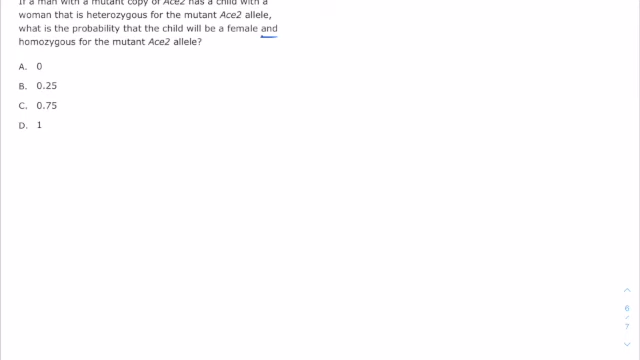 If a man with a mutant copy of Ace2 has a child with a
woman that is heterozygous for the mutant Ace2 allele,
what is the probability that the child will be a female and
homozygous for the mutant Ace2 allele?
A. 0
B. 0.25
C. 0.75
D. 1
6
/
7